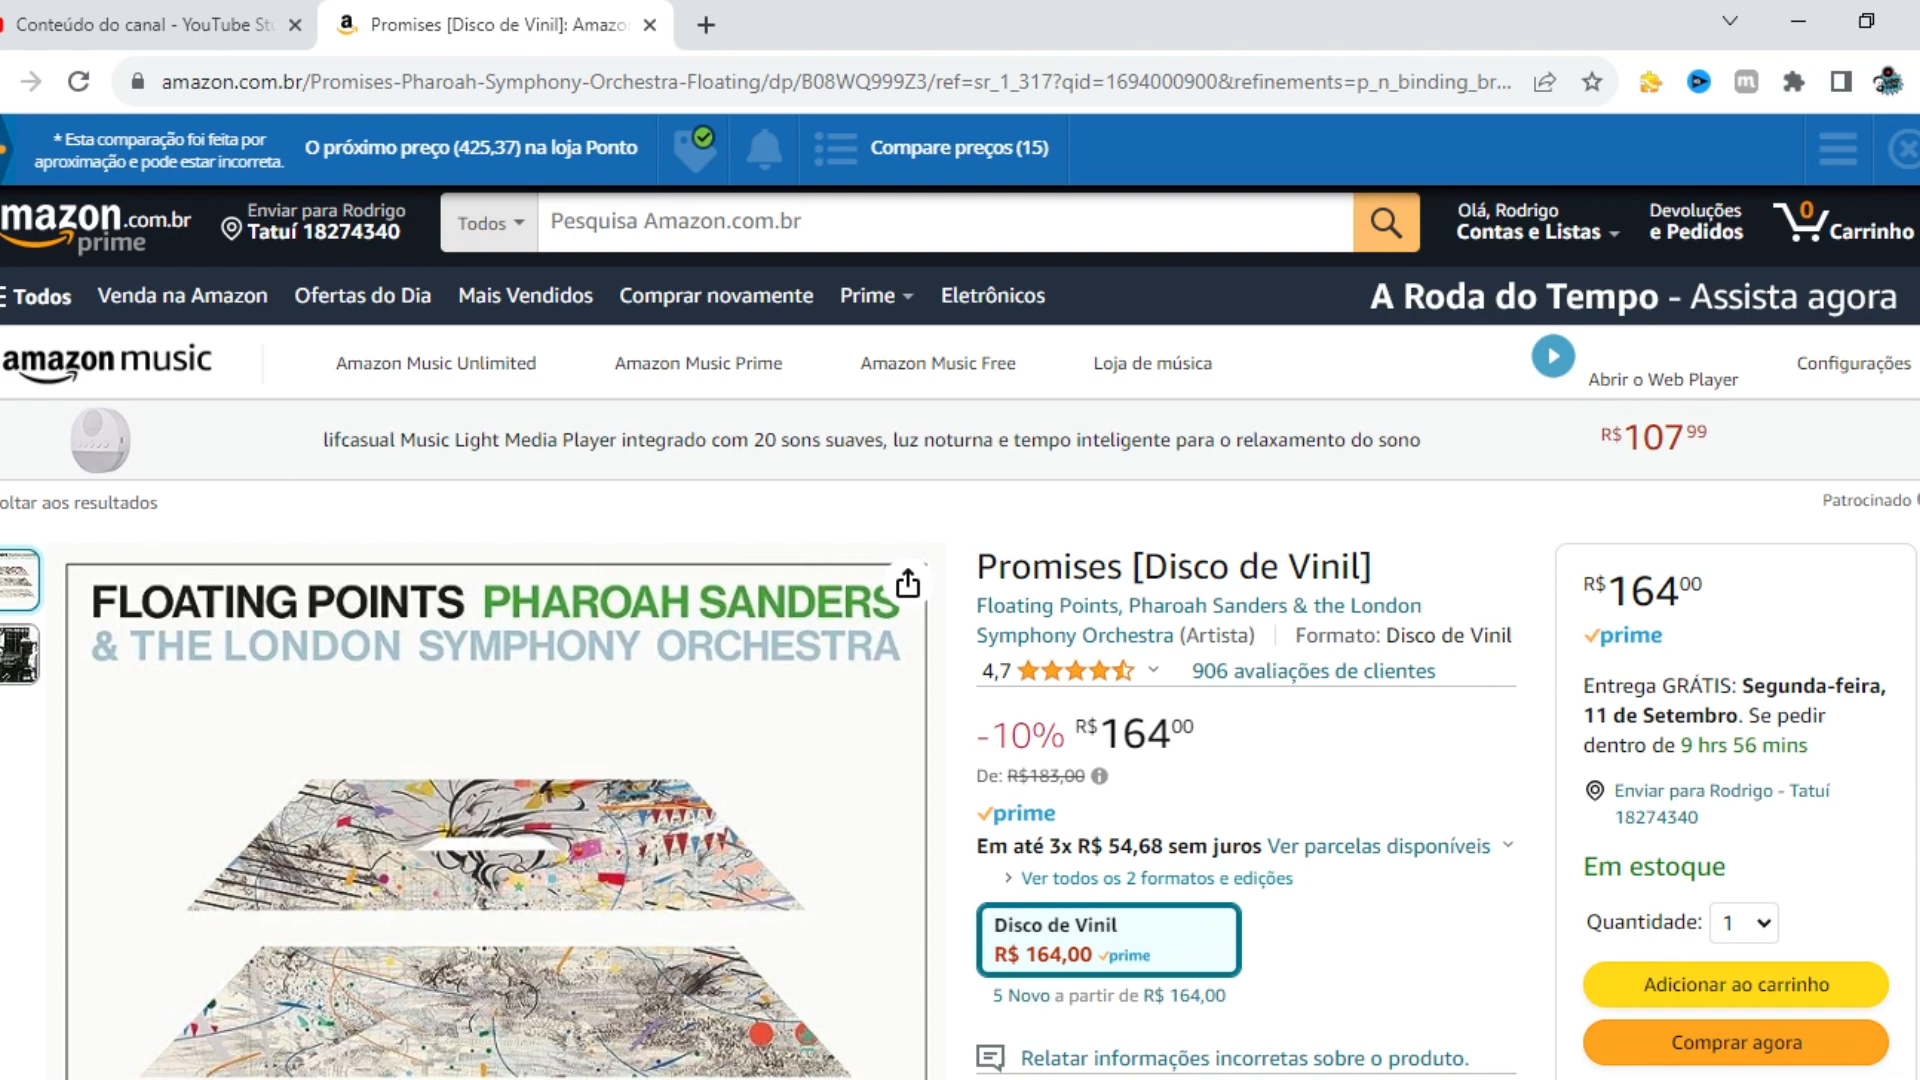 Conteúdo do canal - YouTube Stu
Promises [Disco de Vinil]: Amazo
amazon.com.br/Promises-Pharoah-Symphony-Orchestra-Floating/dp/B08WQ999Z3/ref=sr_1_317?qid=1694000900&refinements=p_n_binding_br...
* Esta comparação foi feita por
aproximação e pode estar incorreta.
O próximo preço (425,37) na loja Ponto
Compare preços (15)
mazon.com.br
prime
Enviar para Rodrigo
Tatuí 18274340
Todos
Pesquisa Amazon.com.br
Olá, Rodrigo
Contas e Listas
Devoluções
e Pedidos
0
Carrinho
Todos
Venda na Amazon
Ofertas do Dia
Mais Vendidos
Comprar novamente
Prime
Eletrônicos
A Roda do Tempo - Assista agora
amazon music
Amazon Music Unlimited
Amazon Music Prime
Amazon Music Free
Loja de música
Abrir o Web Player
Configurações
lifcasual Music Light Media Player integrado com 20 sons suaves, luz noturna e tempo inteligente para o relaxamento do sono
R$107 99
oltar aos resultados
Patrocinado
FLOATING POINTS PHAROAH SANDERS
& THE LONDON SYMPHONY ORCHESTRA
Promises [Disco de Vinil]
Floating Points, Pharoah Sanders & the London
Symphony Orchestra (Artista) Formato: Disco de Vinil
4,7
906 avaliações de clientes
-10% R$164 00
De: R$183,00
prime
Em até 3x R$ 54,68 sem juros Ver parcelas disponíveis
Ver todos os 2 formatos e edições
Disco de Vinil
R$ 164,00 prime
5 Novo a partir de R$ 164,00
Relatar informações incorretas sobre o produto.
R$164 00
prime
Entrega GRÁTIS: Segunda-feira,
11 de Setembro. Se pedir
dentro de 9 hrs 56 mins
Enviar para Rodrigo - Tatuí
18274340
Em estoque
Quantidade: 1
Adicionar ao carrinho
Comprar agora